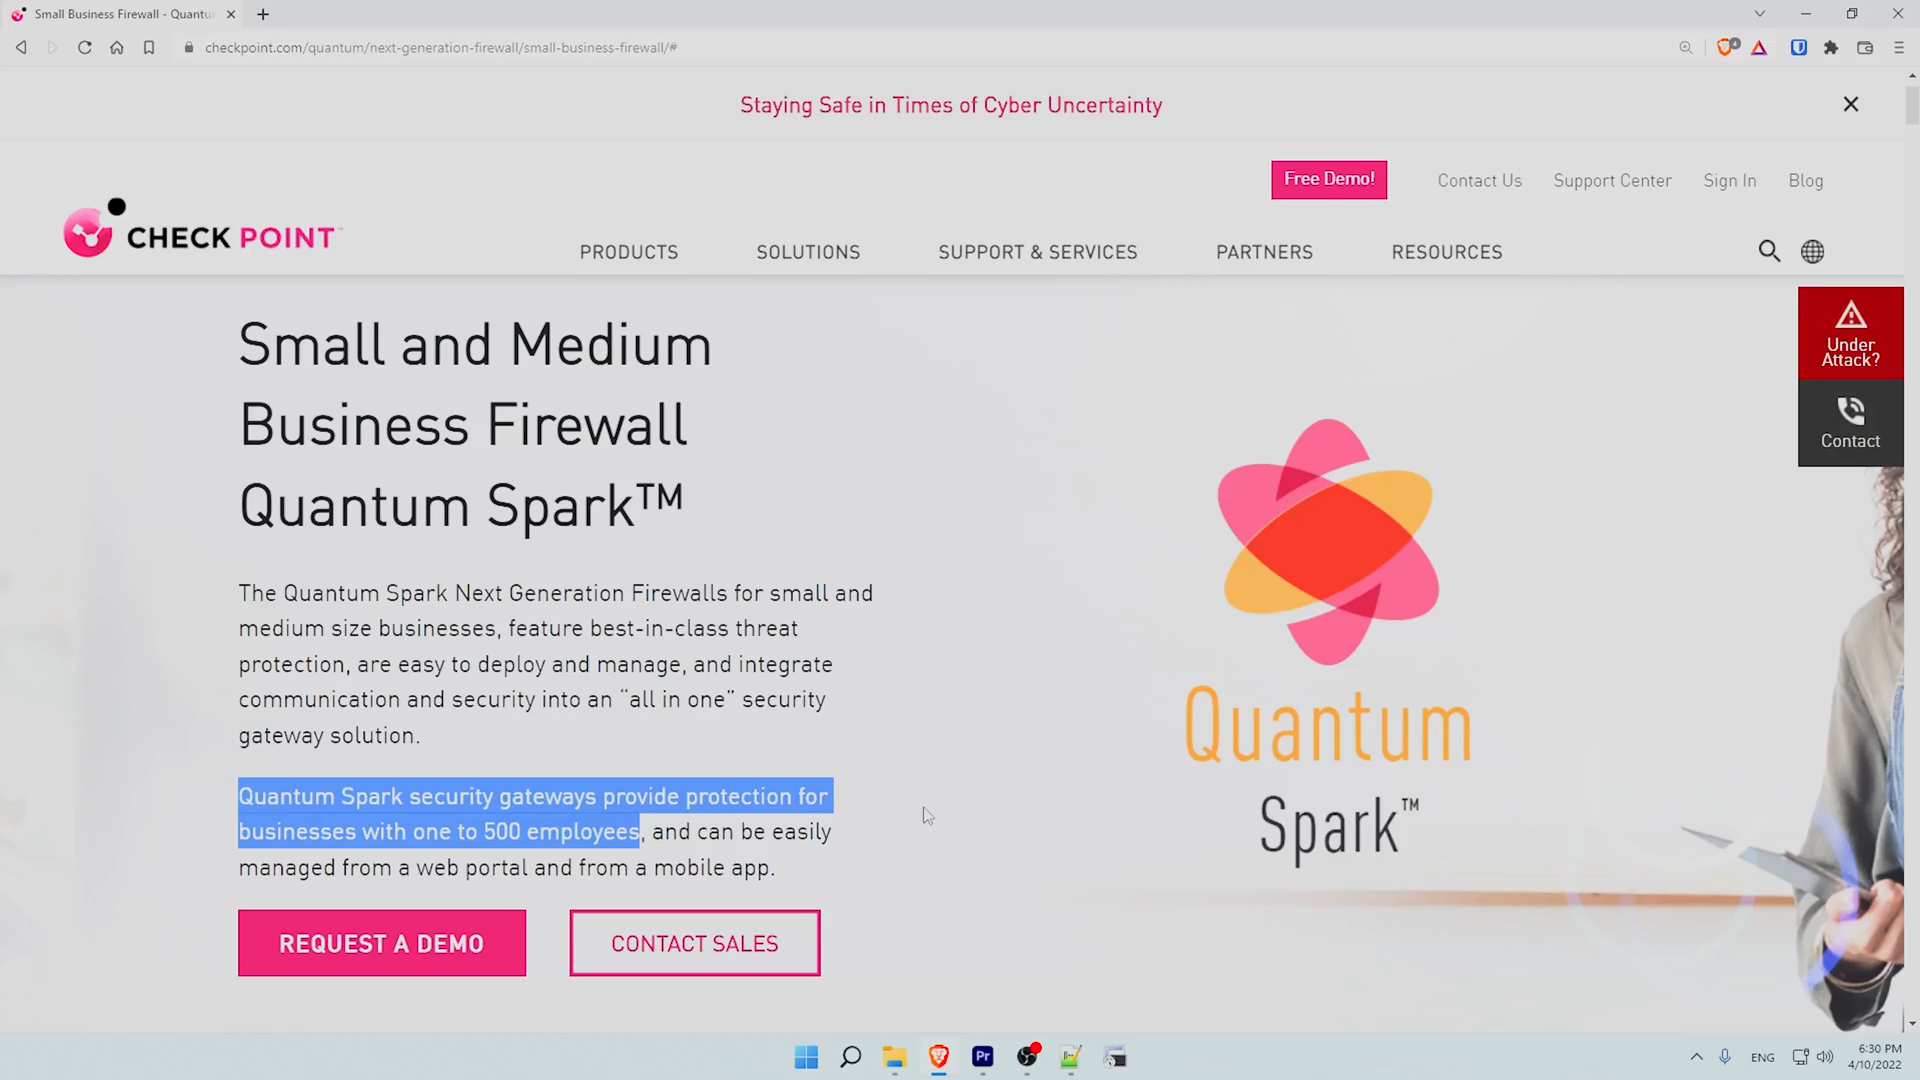 Small Business Firewall - Quantu
checkpoint.com/quantum/next-generation-firewall/small-business-firewall/#
Staying Safe in Times of Cyber Uncertainty
Free Demo!
Contact Us
Support Center
Sign In
Blog
CHECK POINT™
PRODUCTS
SOLUTIONS
SUPPORT & SERVICES
PARTNERS
RESOURCES
Under
Attack?
Contact
Small and Medium
Business Firewall
Quantum Spark™
The Quantum Spark Next Generation Firewalls for small and
medium size businesses, feature best-in-class threat
protection, are easy to deploy and manage, and integrate
communication and security into an “all in one” security
gateway solution.
Quantum Spark security gateways provide protection for
businesses with one to 500 employees, and can be easily
managed from a web portal and from a mobile app.
REQUEST A DEMO
CONTACT SALES
Quantum
Spark™
Pr
ENG
6:30 PM
4/10/2022